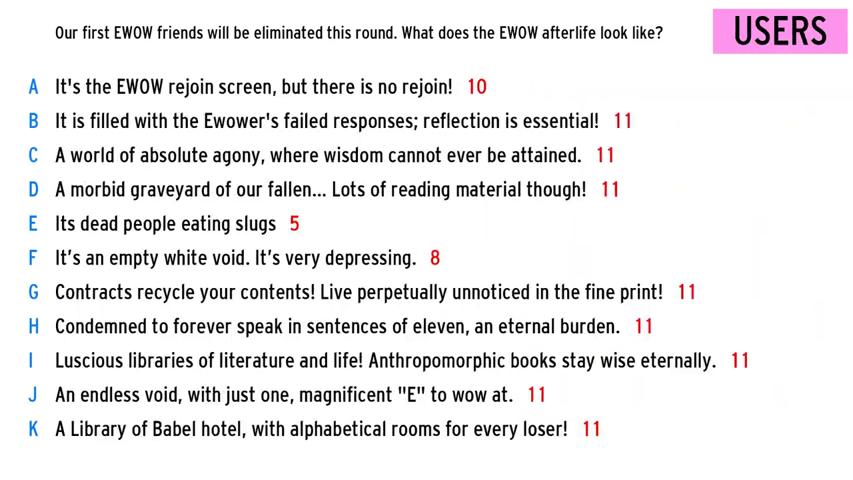 Our first EWOW friends will be eliminated this round. What does the EWOW afterlife look like?
USERS
A It's the EWOW rejoin screen, but there is no rejoin! 10
B It is filled with the Ewower's failed responses; reflection is essential! 11
C A world of absolute agony, where wisdom cannot ever be attained. 11
D A morbid graveyard of our fallen... Lots of reading material though! 11
E Its dead people eating slugs 5
F It’s an empty white void. It’s very depressing. 8
G Contracts recycle your contents! Live perpetually unnoticed in the fine print! 11
H Condemned to forever speak in sentences of eleven, an eternal burden. 11
I Luscious libraries of literature and life! Anthropomorphic books stay wise eternally. 11
J An endless void, with just one, magnificent "E" to wow at. 11
K A Library of Babel hotel, with alphabetical rooms for every loser! 11